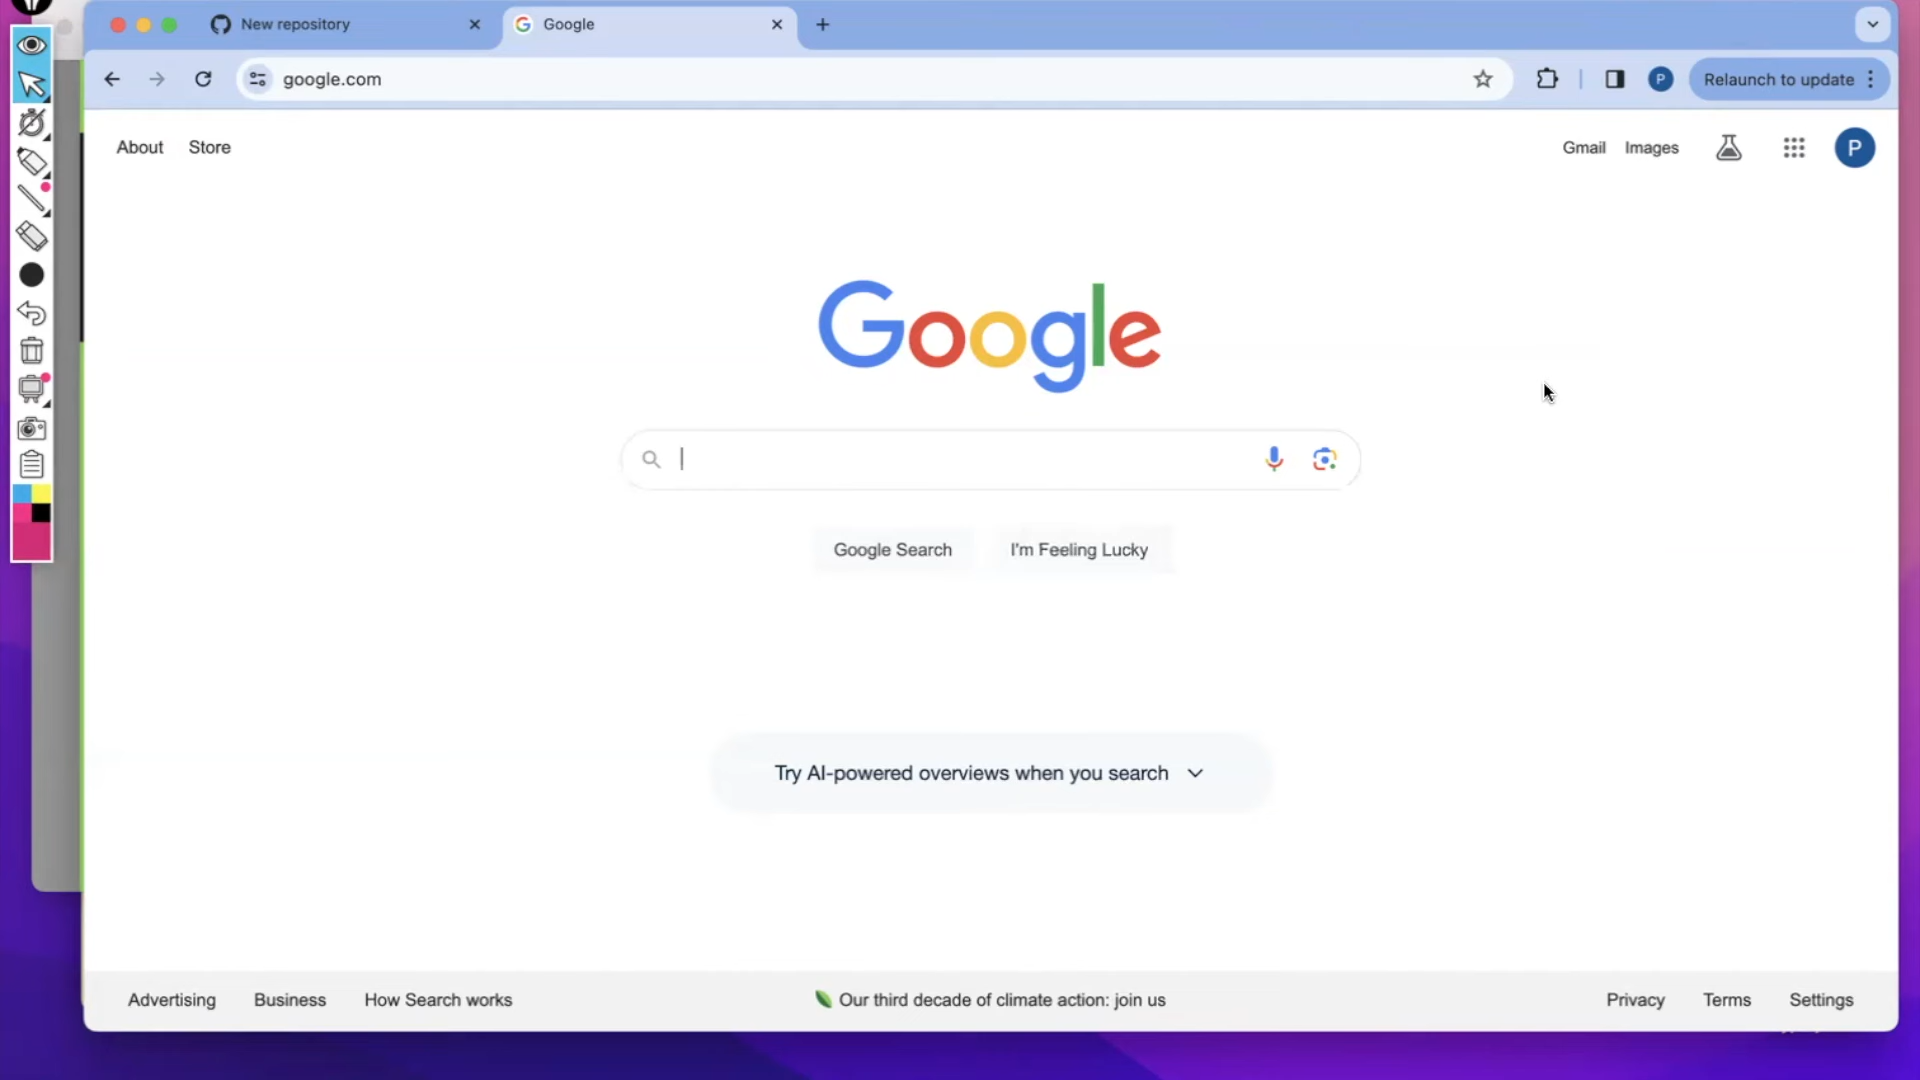 New repository
Google
google.com
P
Relaunch to update
About
Store
Gmail
Images
P
Google
Google Search
I'm Feeling Lucky
Try AI-powered overviews when you search
Advertising
Business
How Search works
Our third decade of climate action: join us
Privacy
Terms
Settings